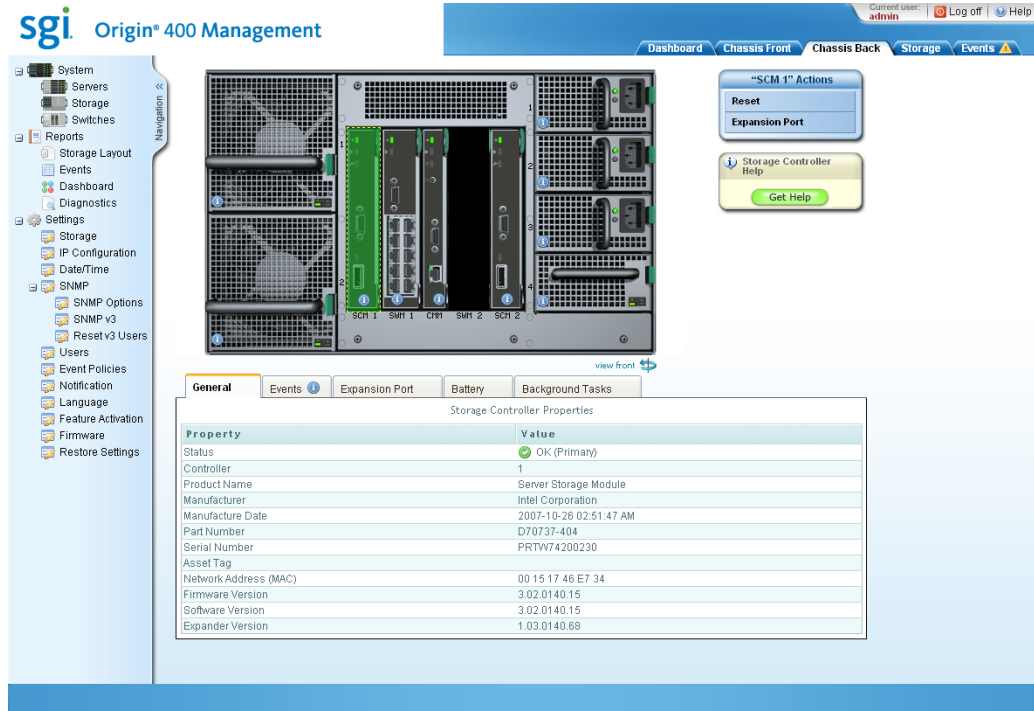 sgi Origin® 400 Management
Current user: admin
Log off
Help
Dashboard
Chassis Front
Chassis Back
Storage
Events
Navigation
System
Servers
Storage
Switches
Reports
Storage Layout
Events
Dashboard
Diagnostics
Settings
Storage
IP Configuration
Date/Time
SNMP
SNMP Options
SNMP v3
Reset v3 Users
Users
Event Policies
Notification
Language
Feature Activation
Firmware
Restore Settings
1
2
3
4
1
2
SCM 1
SWM 1
CMM
SWM 2
SCM 2
view front
"SCM 1" Actions
Reset
Expansion Port
Storage Controller Help
Get Help
General
Events
Expansion Port
Battery
Background Tasks
Storage Controller Properties
Property Value
Status OK (Primary)
Controller 1
Product Name Server Storage Module
Manufacturer Intel Corporation
Manufacture Date 2007-10-26 02:51:47 AM
Part Number D70737-404
Serial Number PRTW74200230
Asset Tag
Network Address (MAC) 00 15 17 46 E7 34
Firmware Version 3.02.0140.15
Software Version 3.02.0140.15
Expander Version 1.03.0140.68